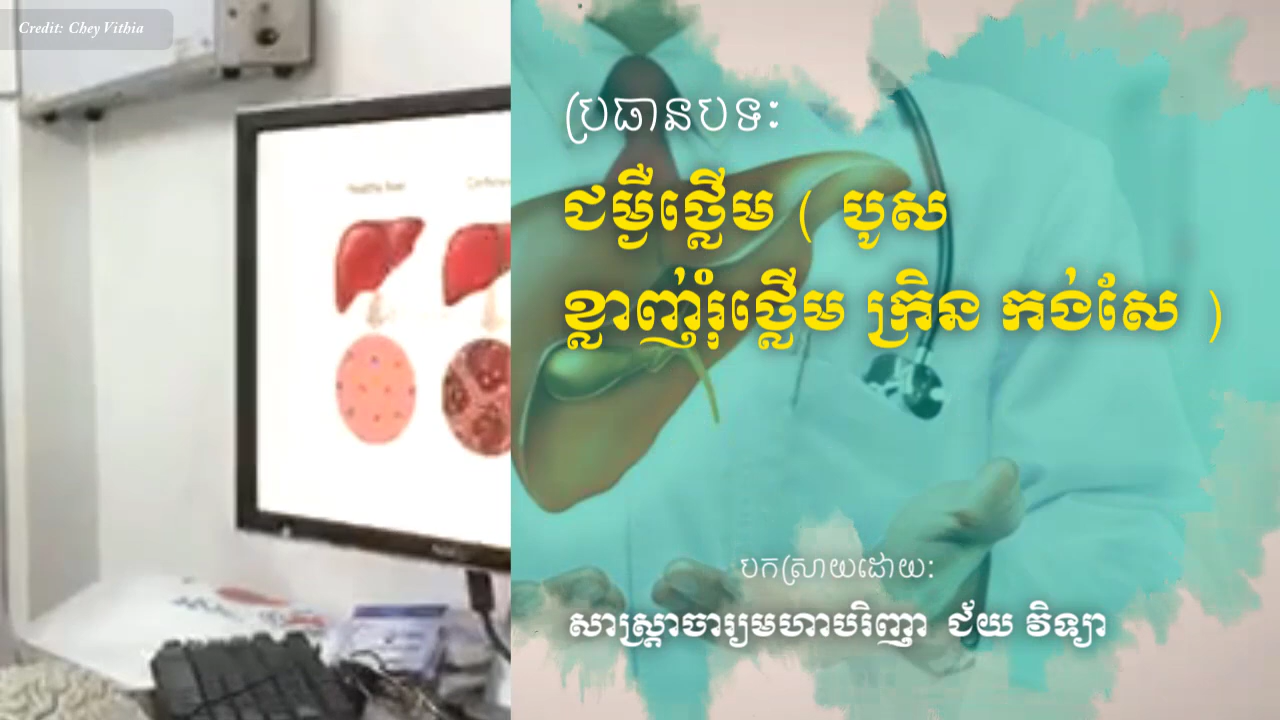 Credit: Chey Vithia
ប្រធានបទៈ
ជម្ងឺថ្លើម ( បូស
ខ្លាញ់រុំថ្លើម ក្រិន កង់សែ )
បកស្រាយដោយៈ
សាស្ត្រាចារ្យមហាបរិញ្ញា ជ័យ វិទ្យា